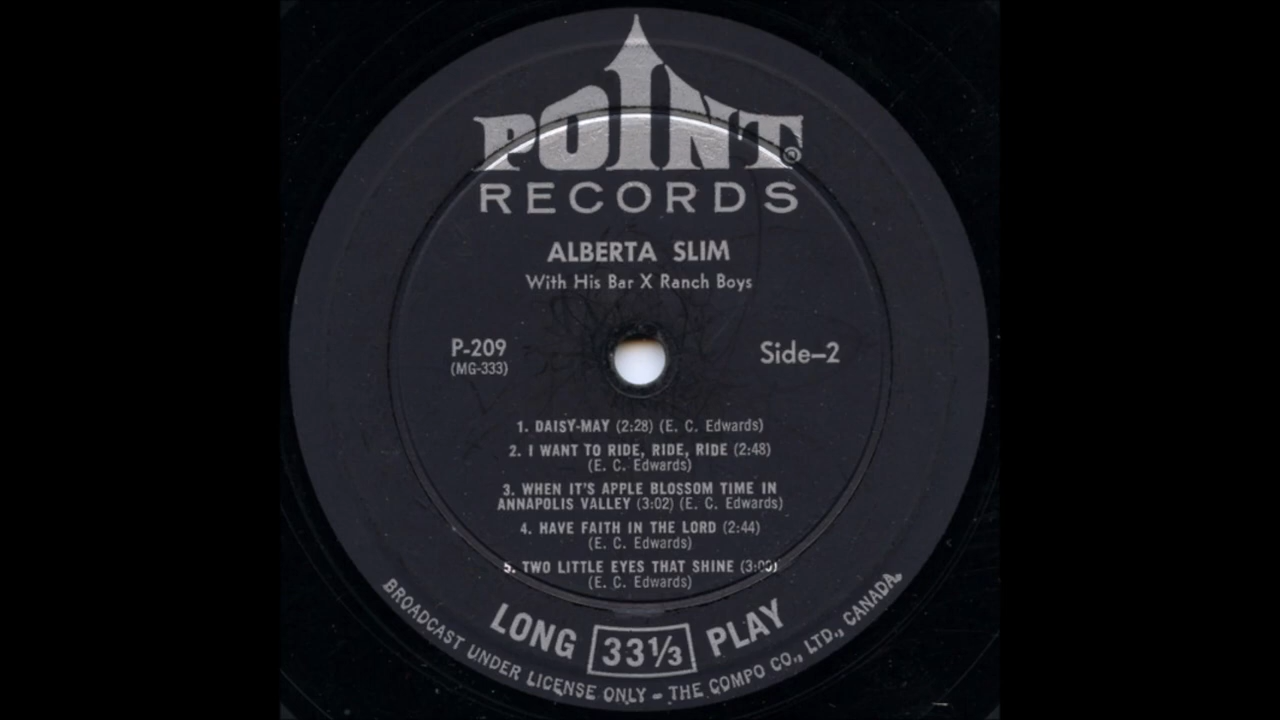 POINT®
RECORDS
ALBERTA SLIM
With His Bar X Ranch Boys
P-209
(MG-333)
Side-2
1. DAISY-MAY (2:28) (E. C. Edwards)
2. I WANT TO RIDE, RIDE, RIDE (2:48)
(E. C. Edwards)
3. WHEN IT'S APPLE BLOSSOM TIME IN
ANNAPOLIS VALLEY (3:02) (E. C. Edwards)
4. HAVE FAITH IN THE LORD (2:44)
(E. C. Edwards)
5. TWO LITTLE EYES THAT SHINE (3:00)
(E. C. Edwards)
LONG 33⅓ PLAY
BROADCAST UNDER LICENSE ONLY - THE COMPO CO., LTD., CANADA.